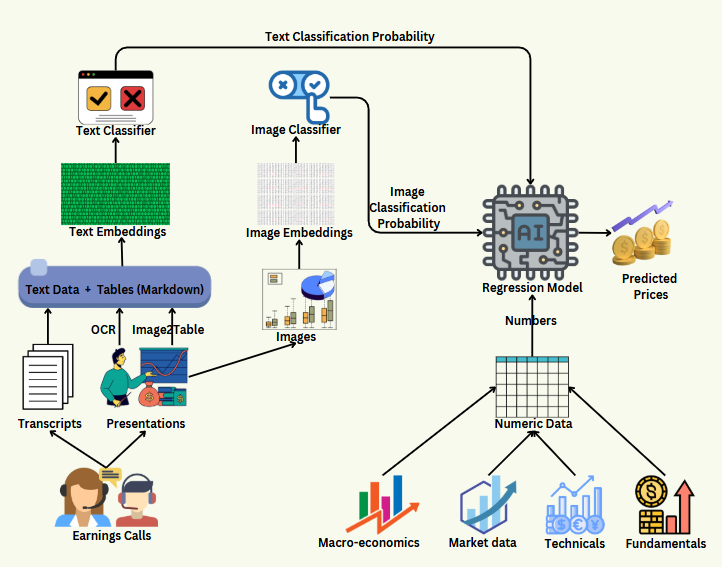 Text Classification Probability
Text Classifier
Image Classifier
Image
Classification
Probability
Text Embeddings
Image Embeddings
AI
Regression Model
Predicted
Prices
Text Data + Tables (Markdown)
OCR
Image2Table
Images
Numbers
Transcripts
Presentations
Numeric Data
Earnings Calls
Macro-economics
Market data
Technicals
Fundamentals